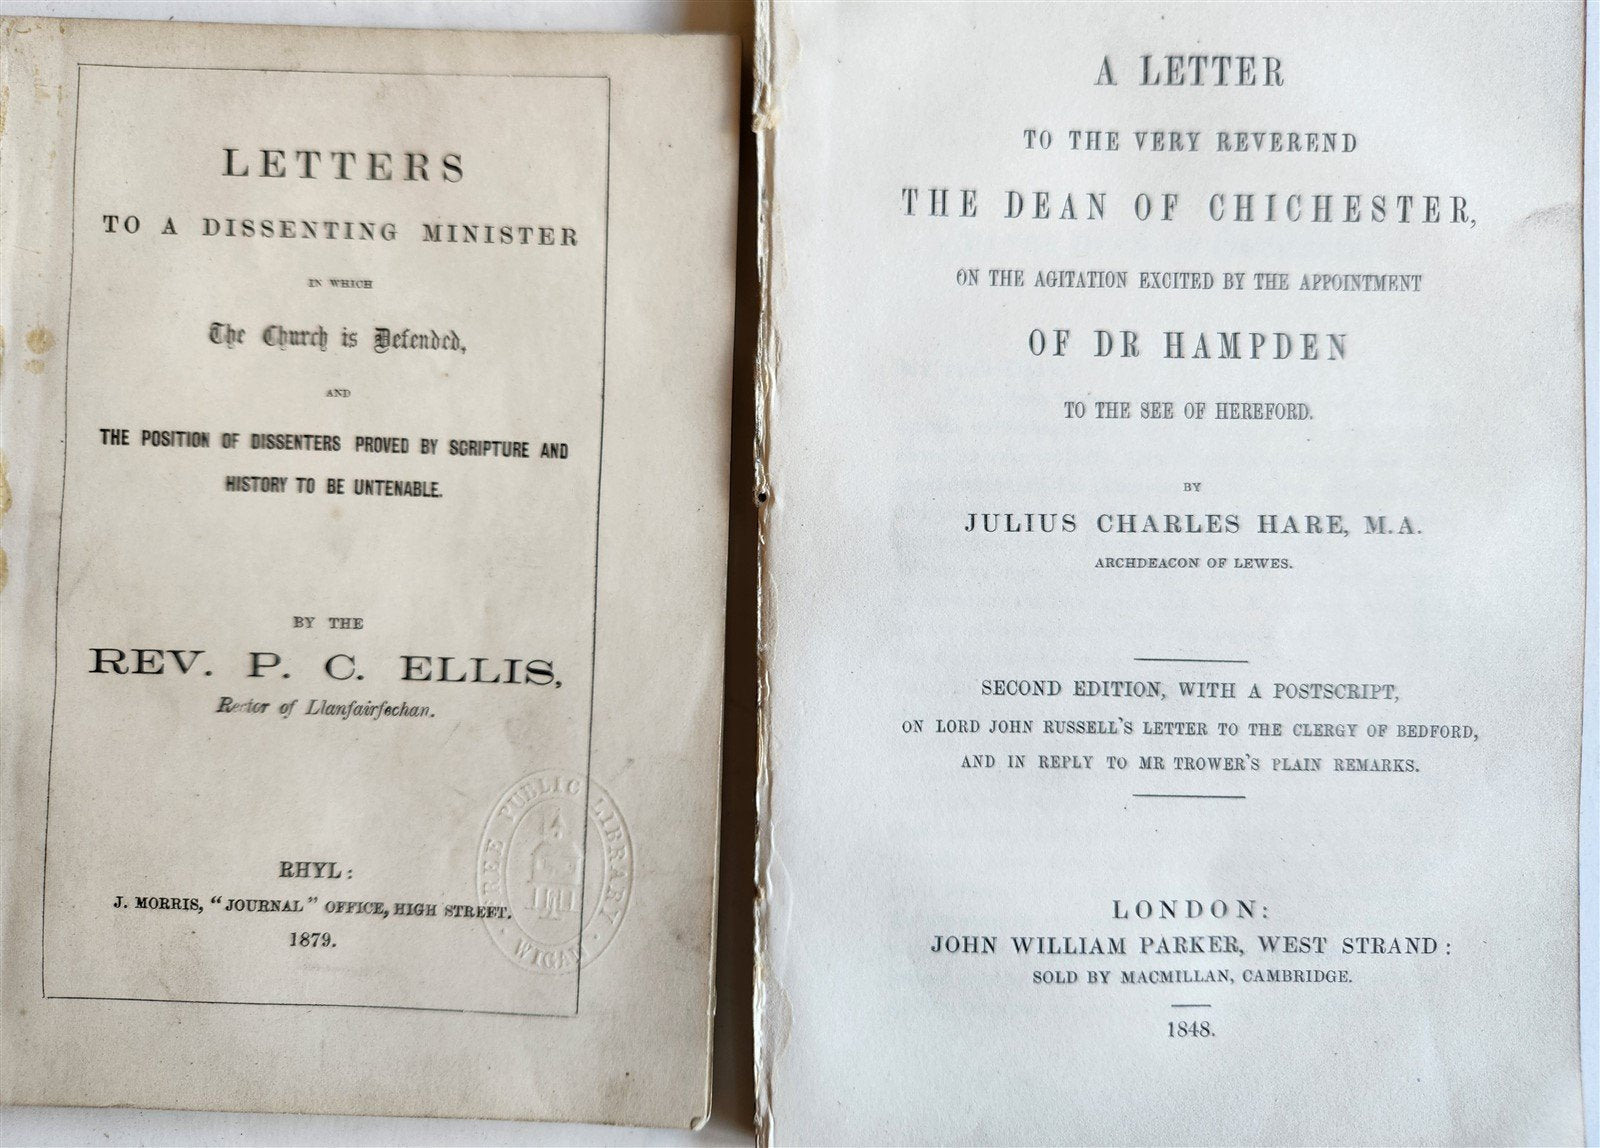 LETTERS
TO A DISSENTING MINISTER
IN WHICH
The Church is Defended,
AND
THE POSITION OF DISSENTERS PROVED BY SCRIPTURE AND
HISTORY TO BE UNTENABLE.
BY THE
REV. P. C. ELLIS,
Rector of Llanfairfechan.
RHYL:
J. MORRIS, "JOURNAL" OFFICE, HIGH STREET.
1879.
FREE PUBLIC LIBRARY
WIGAN
A LETTER
TO THE VERY REVEREND
THE DEAN OF CHICHESTER,
ON THE AGITATION EXCITED BY THE APPOINTMENT
OF DR HAMPDEN
TO THE SEE OF HEREFORD.
BY
JULIUS CHARLES HARE, M.A.
ARCHDEACON OF LEWES.
SECOND EDITION, WITH A POSTSCRIPT,
ON LORD JOHN RUSSELL'S LETTER TO THE CLERGY OF BEDFORD,
AND IN REPLY TO MR TROWER'S PLAIN REMARKS.
LONDON:
JOHN WILLIAM PARKER, WEST STRAND:
SOLD BY MACMILLAN, CAMBRIDGE.
1848.